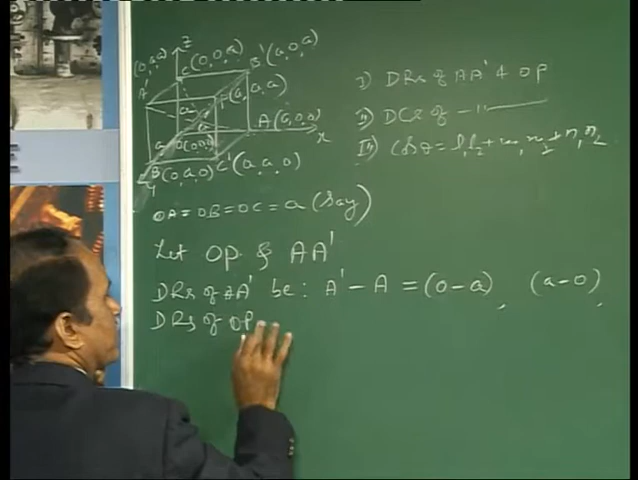 z
(0,a,a) C(0,0,a) B'(a,0,a)
A' P(a,a,a)
A(a,0,0)
O(0,0,0) x
B(0,a,0) C'(a,a,0)
y
I) DRs of AA' & OP
II) DCs of —"—
III) Cosθ = l₁l₂ + m₁m₂ + n₁n₂
OA = OB = OC = a (say)
Let OP & AA'
DRs of AA' be : A' - A = (0-a), (a-0),
DRs of OP